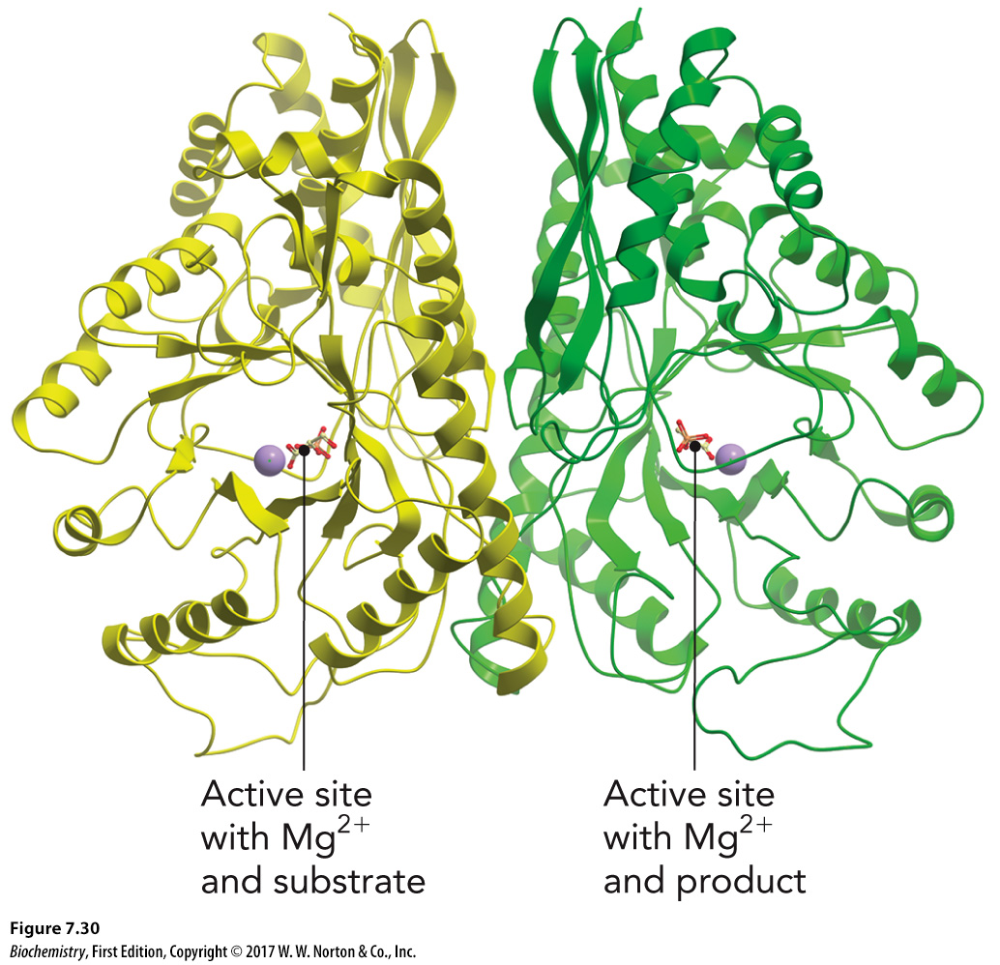 Active site
with Mg²⁺
and substrate
Active site
with Mg²⁺
and product
Figure 7.30
Biochemistry, First Edition, Copyright © 2017 W. W. Norton & Co., Inc.